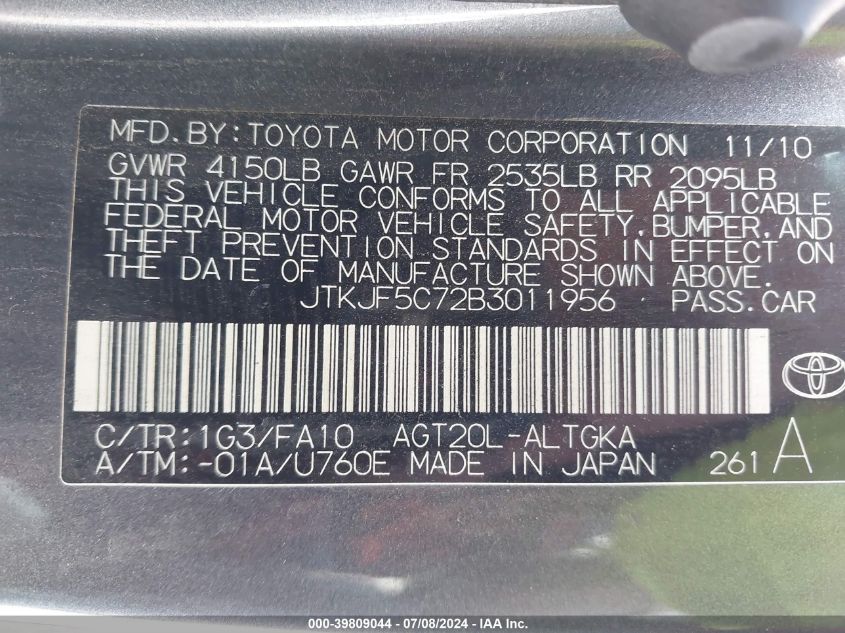 MFD.BY:TOYOTA MOTOR CORPORATION 11/10
GVWR 4150LB GAWR FR 2535LB RR 2095LB
THIS VEHICLE CONFORMS TO ALL APPLICABLE
FEDERAL MOTOR VEHICLE SAFETY,BUMPER,AND
THEFT PREVENTION STANDARDS IN EFFECT ON
THE DATE OF MANUFACTURE SHOWN ABOVE.
JTKJF5C72B3011956 PASS.CAR
C/TR:1G3/FA10 AGT20L-ALTGKA
A/TM:-01A/U760E MADE IN JAPAN 261 A
000-39809044 / 07/08/2024 - IAA Inc.